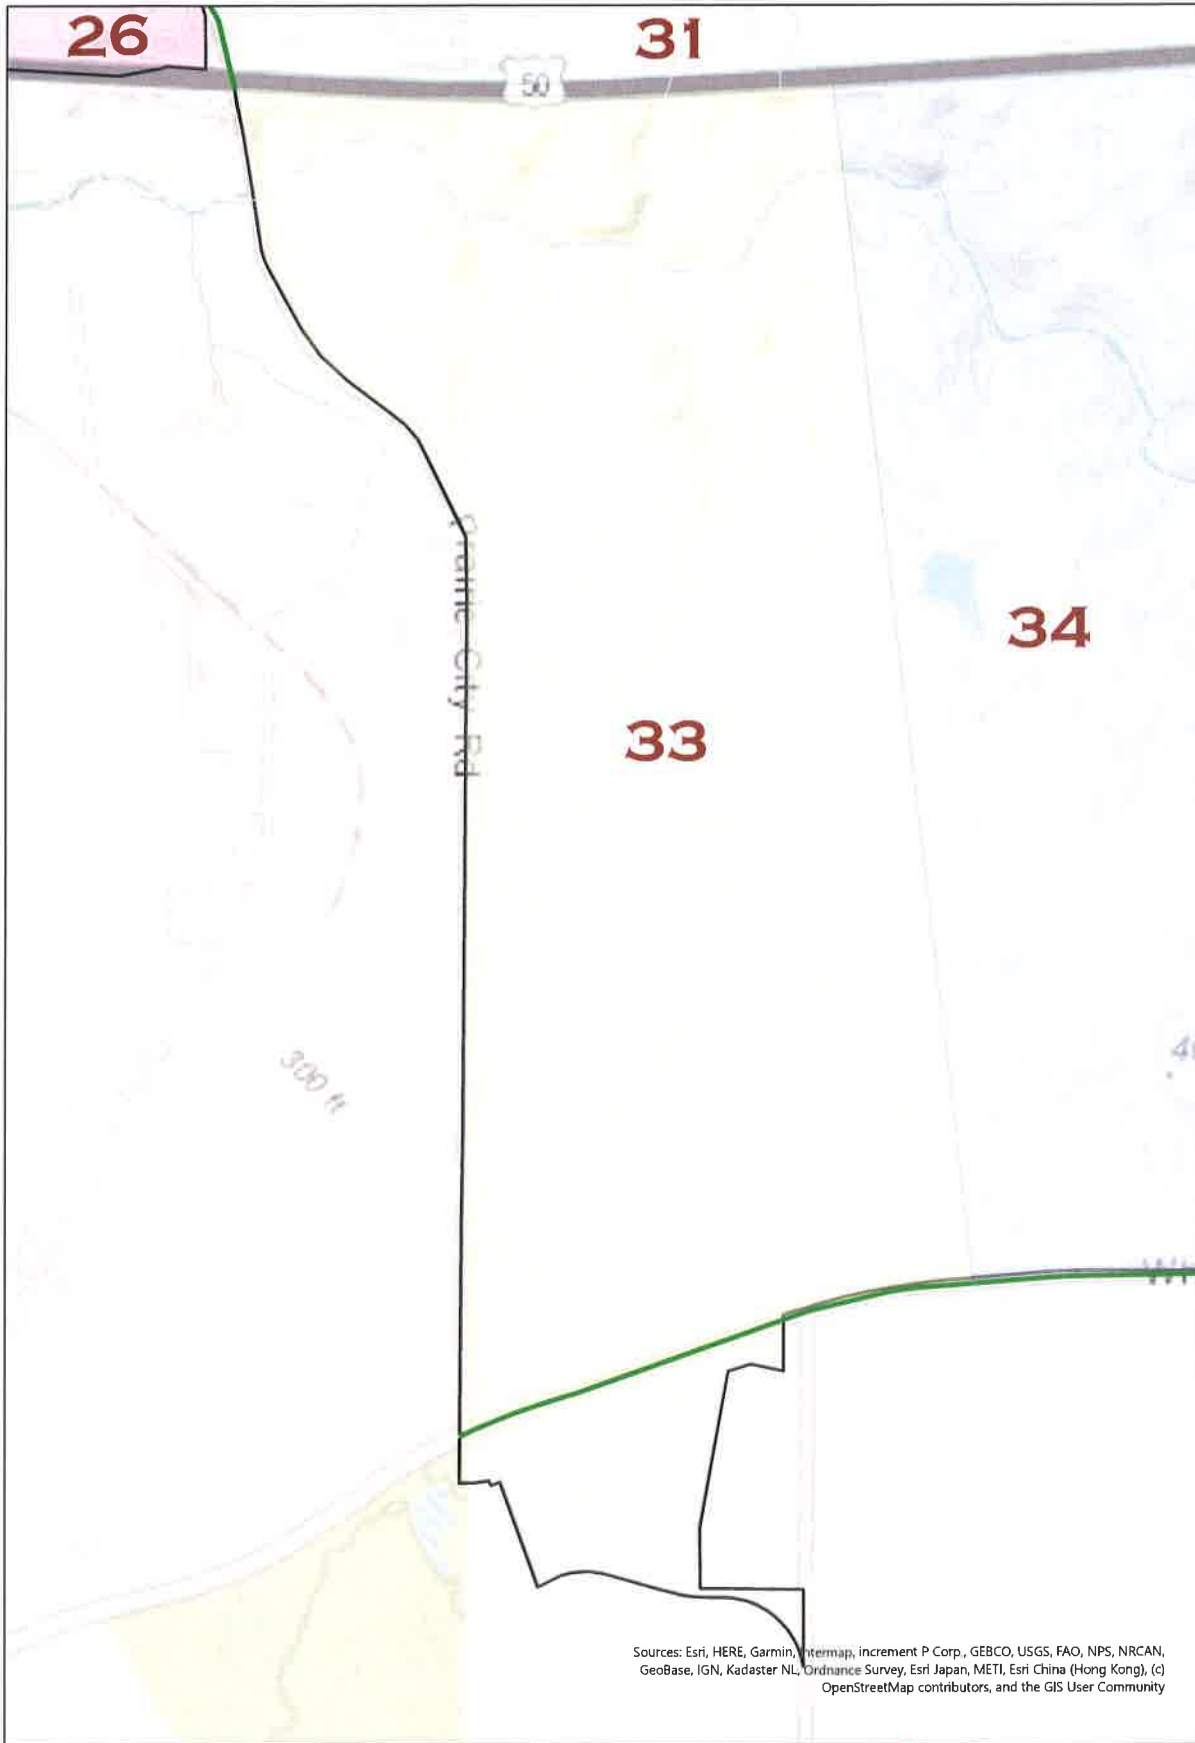 26
31
50
Prairie City Rd
34
33
300 ft
Sources: Esri, HERE, Garmin, Intermap, increment P Corp., GEBCO, USGS, FAO, NPS, NRCAN,
GeoBase, IGN, Kadaster NL, Ordnance Survey, Esri Japan, METI, Esri China (Hong Kong), (c)
OpenStreetMap contributors, and the GIS User Community